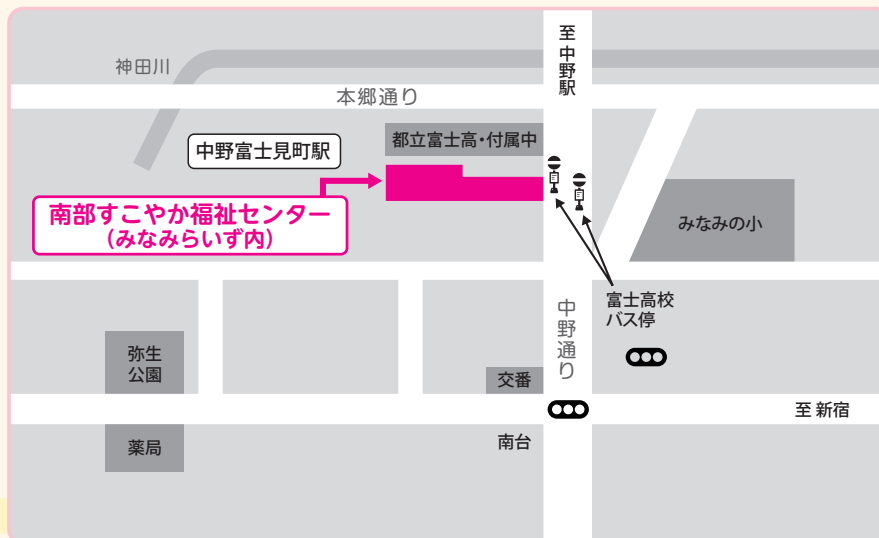 至中野駅
神田川
本郷通り
都立富士高・付属中
中野富士見町駅
南部すこやか福祉センター
（みなみらいず内）
みなみの小
富士高校
バス停
中野通り
弥生
公園
交番
至 新宿
薬局
南台